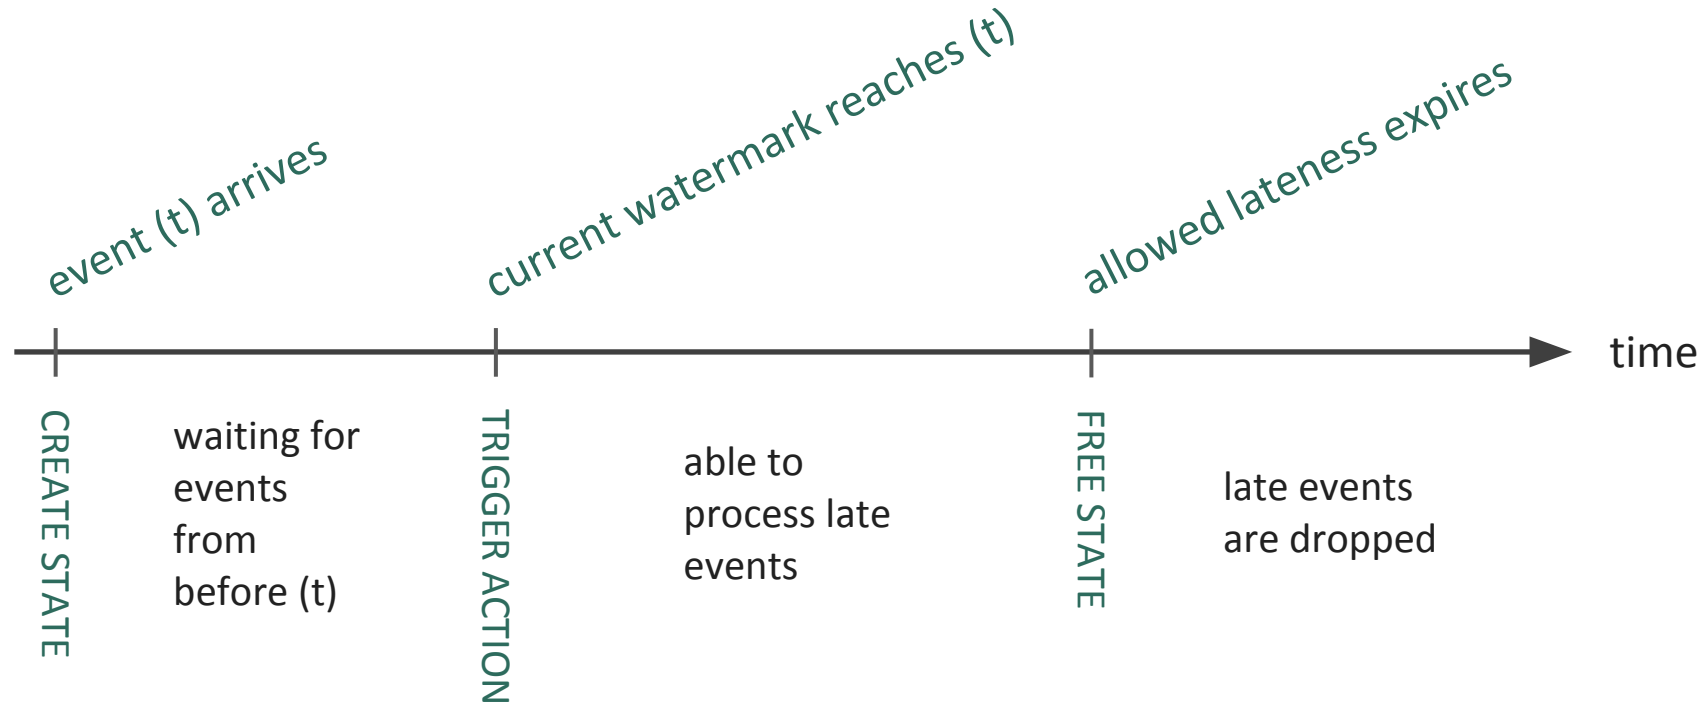 event (t) arrives
current watermark reaches (t)
allowed lateness expires
time
CREATE STATE
waiting for
events
from
before (t)
TRIGGER ACTION
able to
process late
events
FREE STATE
late events
are dropped